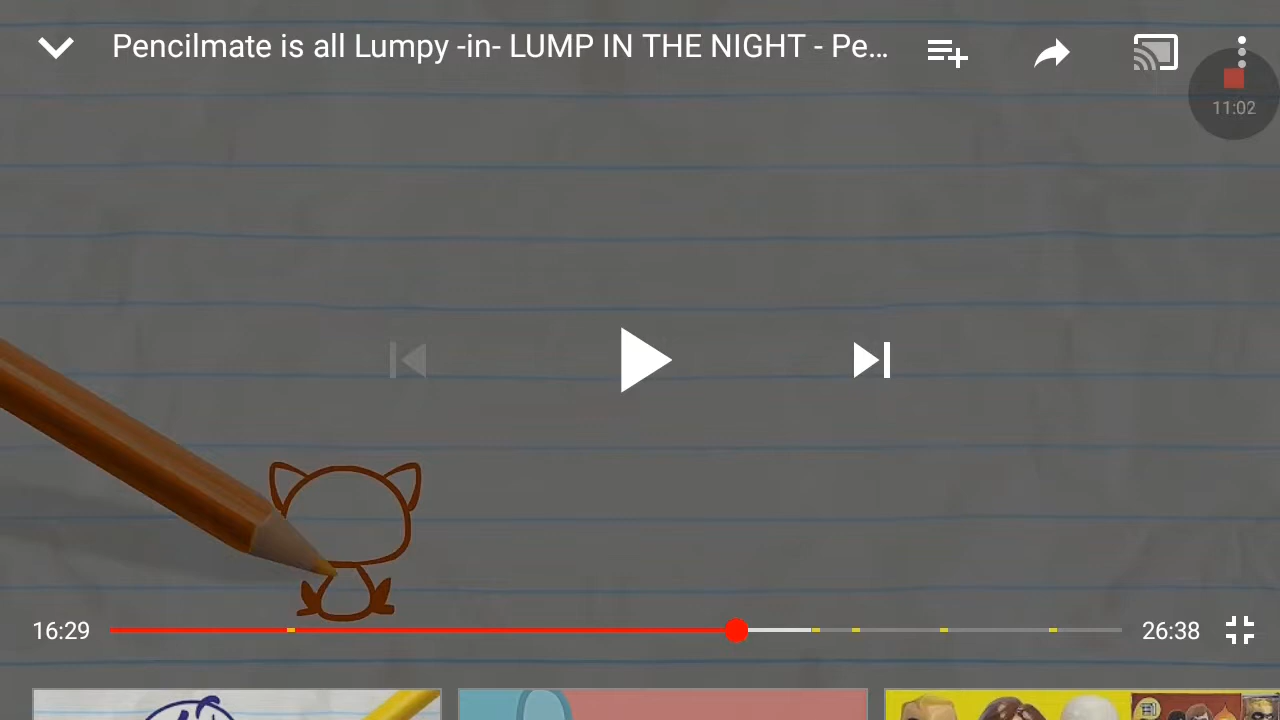 Pencilmate is all Lumpy -in- LUMP IN THE NIGHT - Pe...
11:02
16:29
26:38